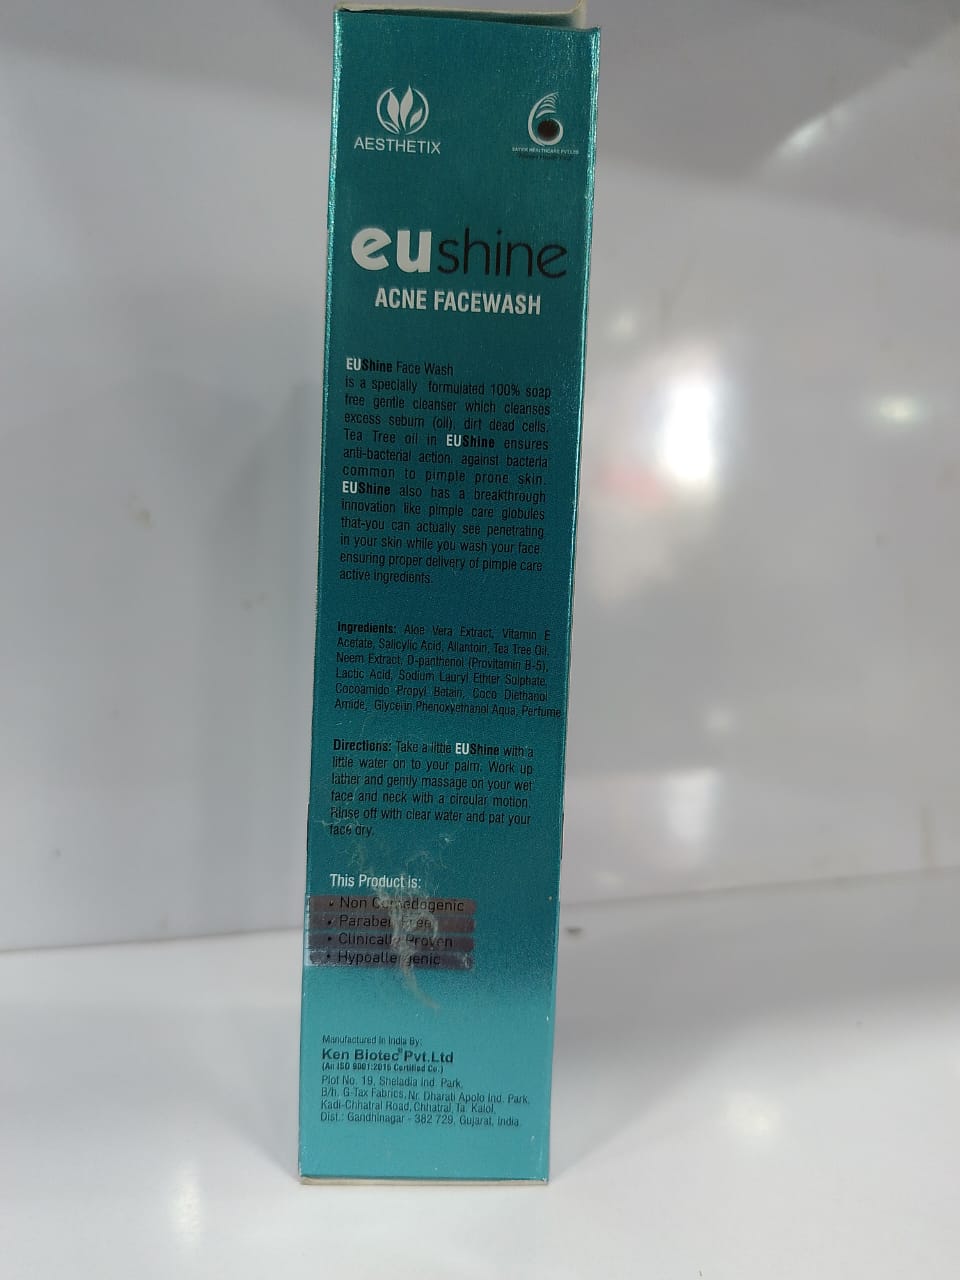 AESTHETIX
EUShine
ACNE FACEWASH
EUShine Face Wash
is a specially formulated 100% soap
free gentle cleanser which cleanses
excess sebum (oil), dirt dead cells.
Tea Tree oil in EUShine ensures
anti-bacterial action, against bacteria
common to pimple prone skin.
EUShine also has a breakthrough
innovation like pimple care globules
that-you can actually see penetrating
in your skin while you wash your face,
ensuring proper delivery of pimple care
active ingredients.
Ingredients: Aloe Vera Extract, Vitamin E
Acetate, Salicylic Acid, Allantoin, Tea Tree Oil,
Neem Extract, D-panthenol (Provitamin B-5),
Lactic Acid, Sodium Lauryl Ether Sulphate,
Cocoamido Propyl Betain, Coco Diethanol
Amide, Glycerin Phenoxyethanol Aqua, Perfume
Directions: Take a little EUShine with a
little water on to your palm. Work up
lather and gently massage on your wet
face and neck with a circular motion.
Rinse off with clear water and pat your
face dry.
This Product is:
• Non Comedogenic
• Paraben Free
• Clinically Proven
• Hypoallergenic
Manufactured In India By:
Ken Biotec® Pvt.Ltd
(An ISO 9001:2015 Certified Co.)
Plot No. 19, Sheladia Ind. Park,
B/h. G-Tax Fabrics, Nr. Dharati Apolo Ind. Park,
Kadi-Chhatral Road, Chhatral, Ta. Kalol,
Dist.: Gandhinagar - 382 729, Gujarat, India.